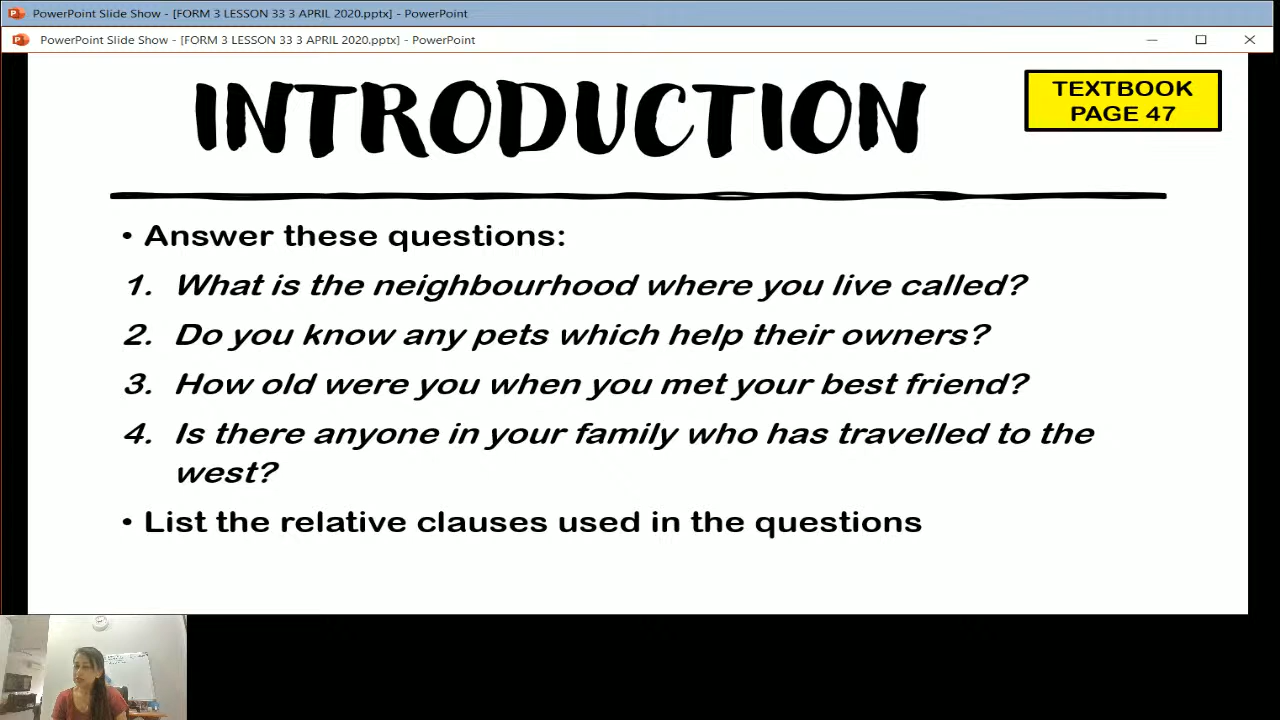 PowerPoint Slide Show - [FORM 3 LESSON 33 3 APRIL 2020.pptx] - PowerPoint
PowerPoint Slide Show - [FORM 3 LESSON 33 3 APRIL 2020.pptx] - PowerPoint
INTRODUCTION
TEXTBOOK
PAGE 47
• Answer these questions:
1. What is the neighbourhood where you live called?
2. Do you know any pets which help their owners?
3. How old were you when you met your best friend?
4. Is there anyone in your family who has travelled to the
west?
• List the relative clauses used in the questions